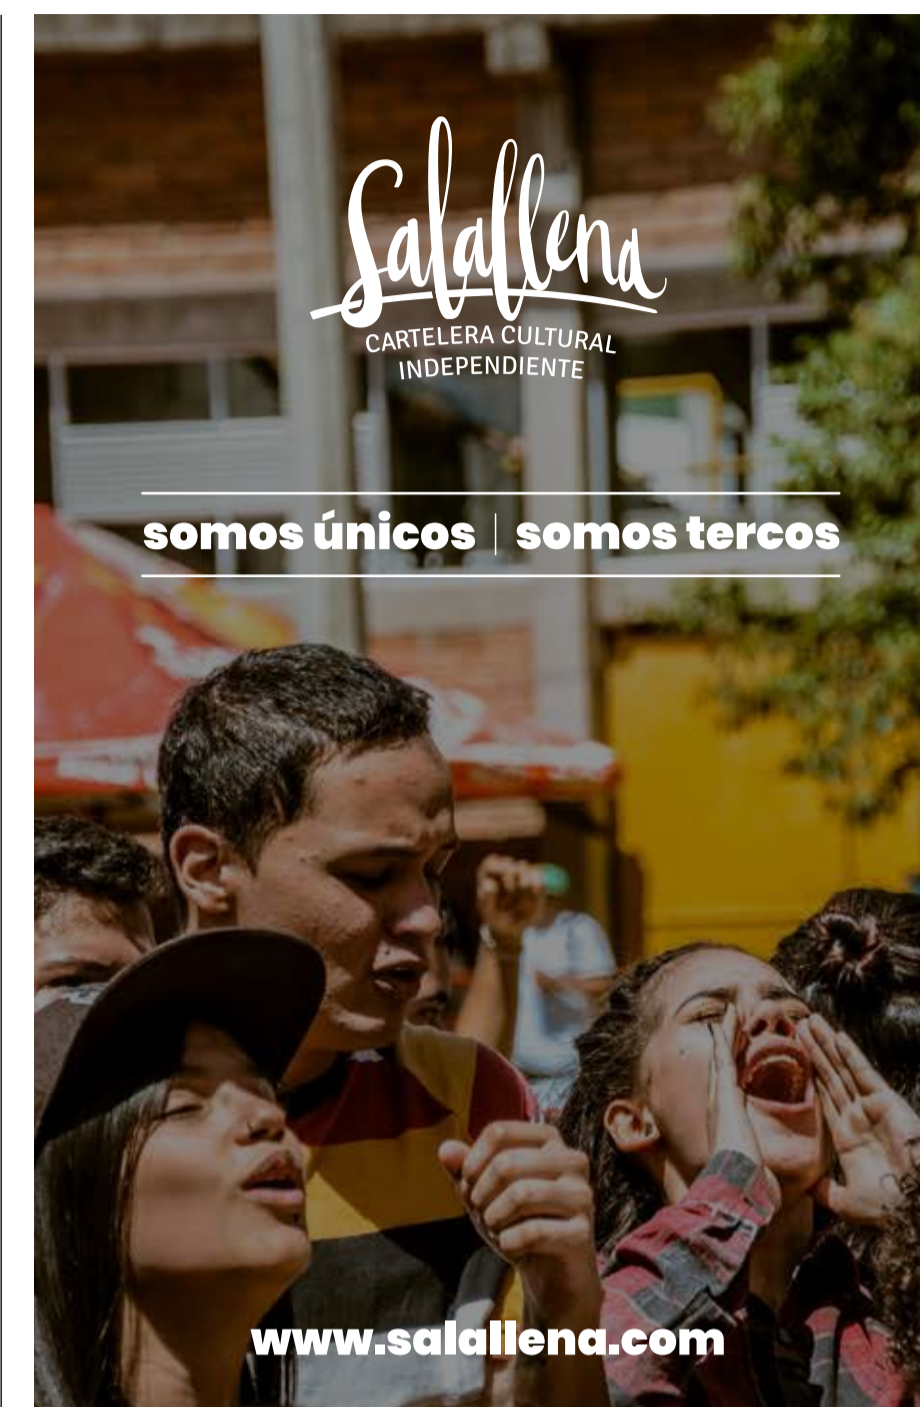 Salallena
CARTELERA CULTURAL
INDEPENDIENTE
somos únicos | somos tercos
www.salallena.com